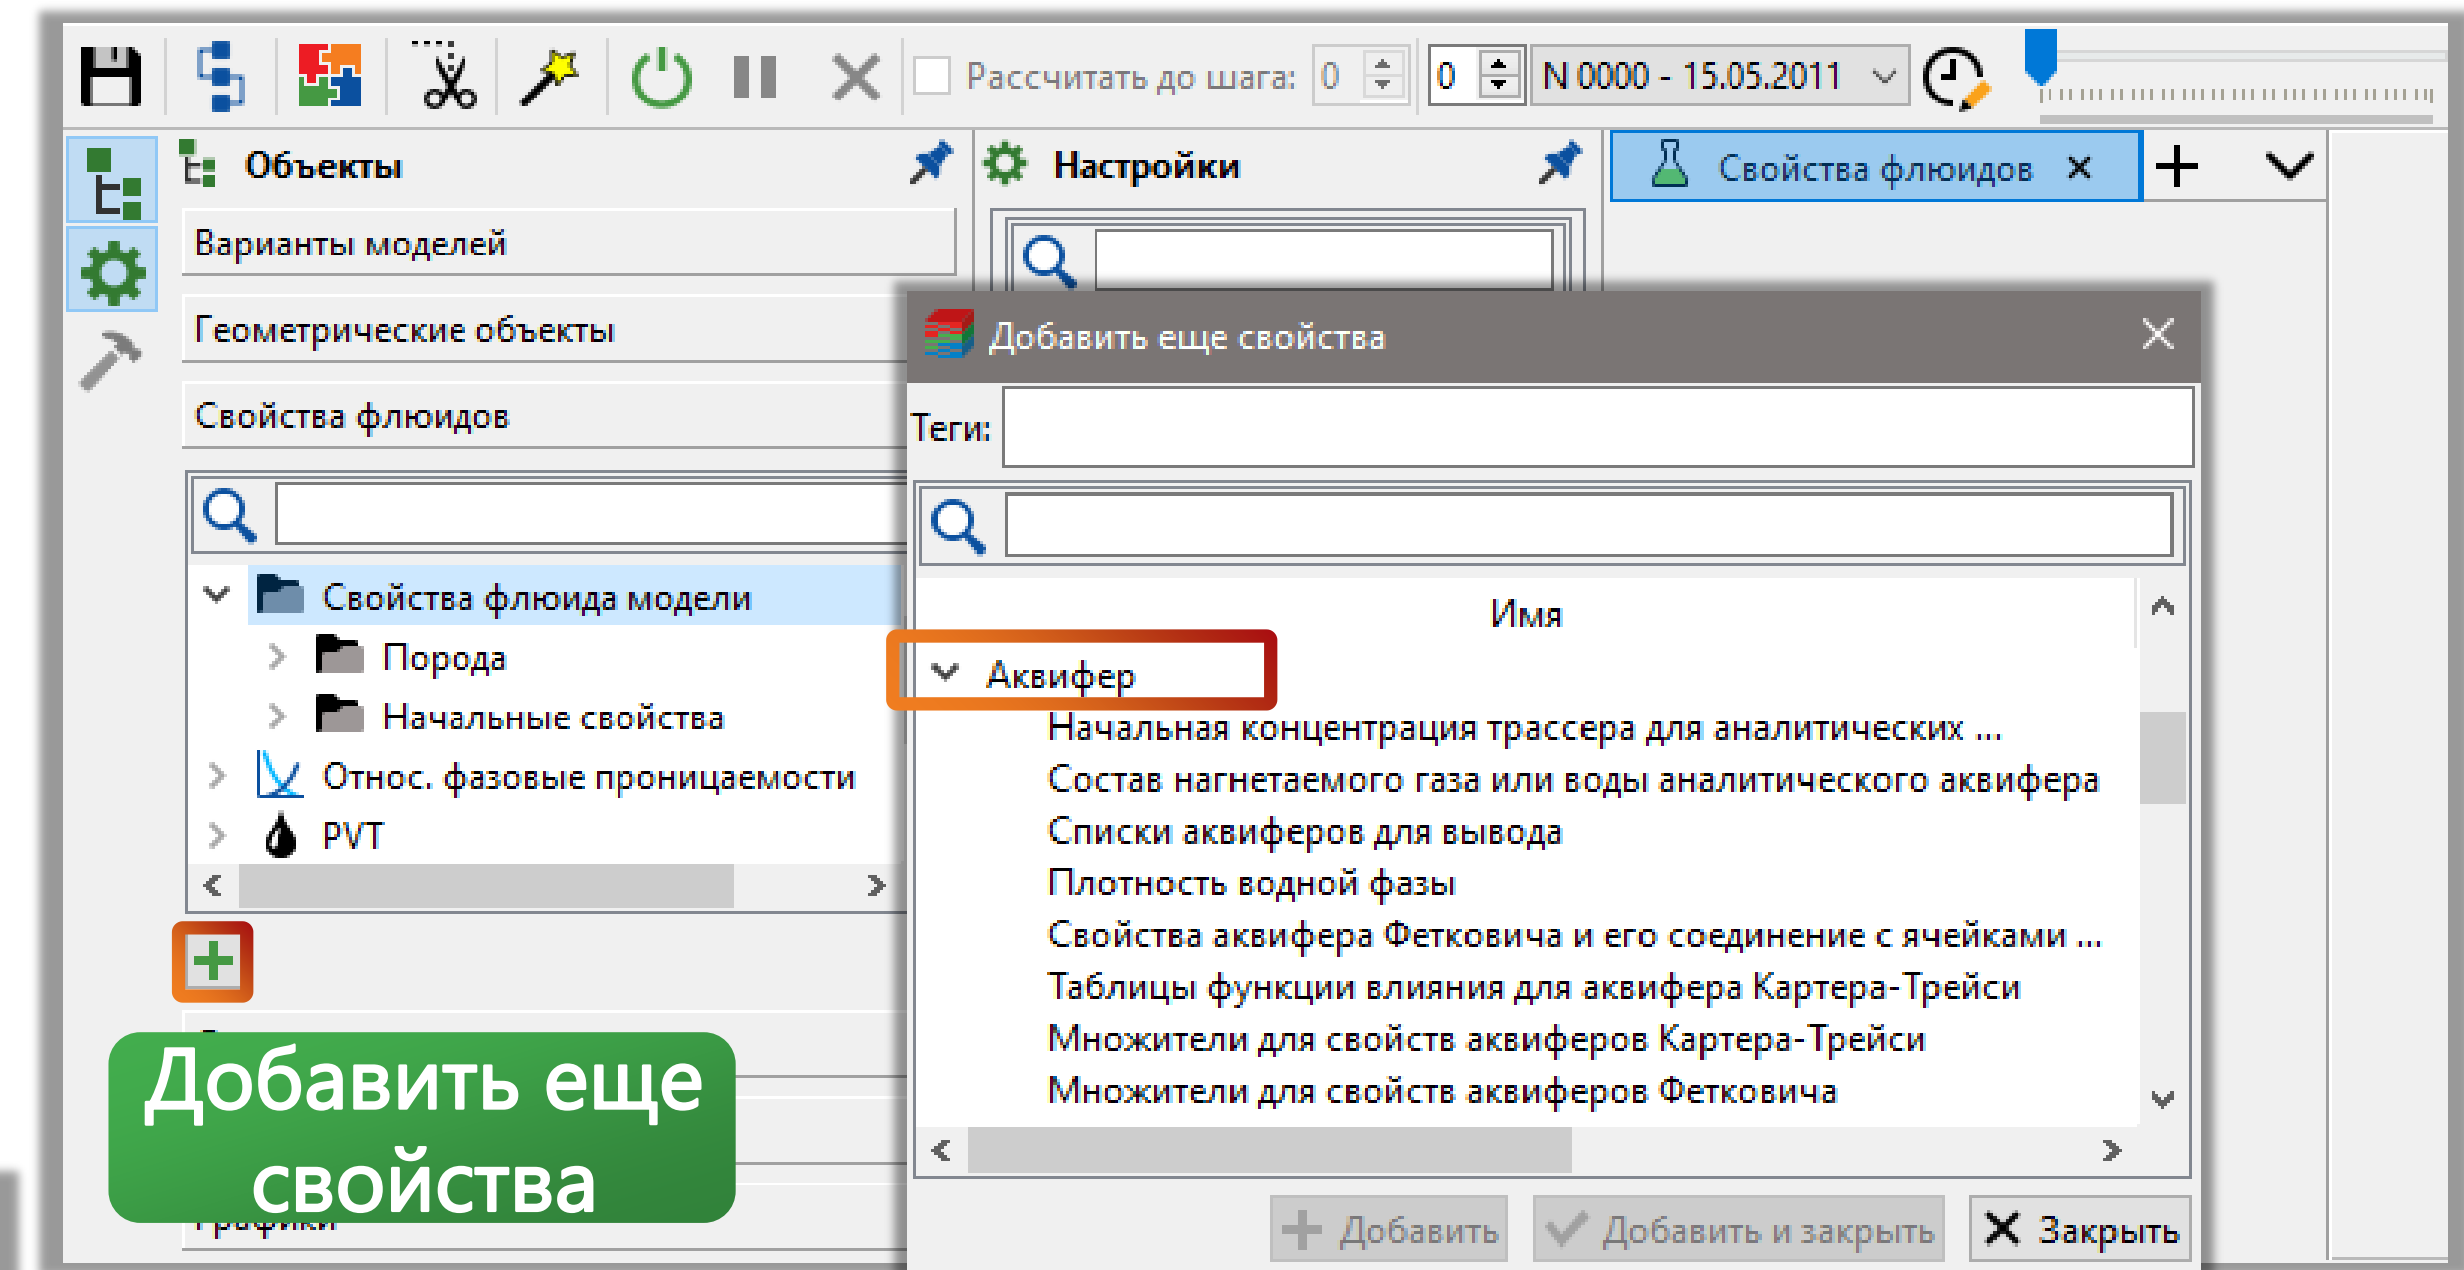 Рассчитать до шага: 0 0 N 0000 - 15.05.2011
Объекты
Настройки
Свойства флюидов
Варианты моделей
Геометрические объекты
Свойства флюидов
Свойства флюида модели
Порода
Начальные свойства
Относ. фазовые проницаемости
PVT
Добавить еще
свойства
Графики
Добавить еще свойства
Теги:
Имя
Аквифер
Начальная концентрация трассера для аналитических ...
Состав нагнетаемого газа или воды аналитического аквифера
Списки аквиферов для вывода
Плотность водной фазы
Свойства аквифера Фетковича и его соединение с ячейками ...
Таблицы функции влияния для аквифера Картера-Трейси
Множители для свойств аквиферов Картера-Трейси
Множители для свойств аквиферов Фетковича
Добавить
Добавить и закрыть
Закрыть